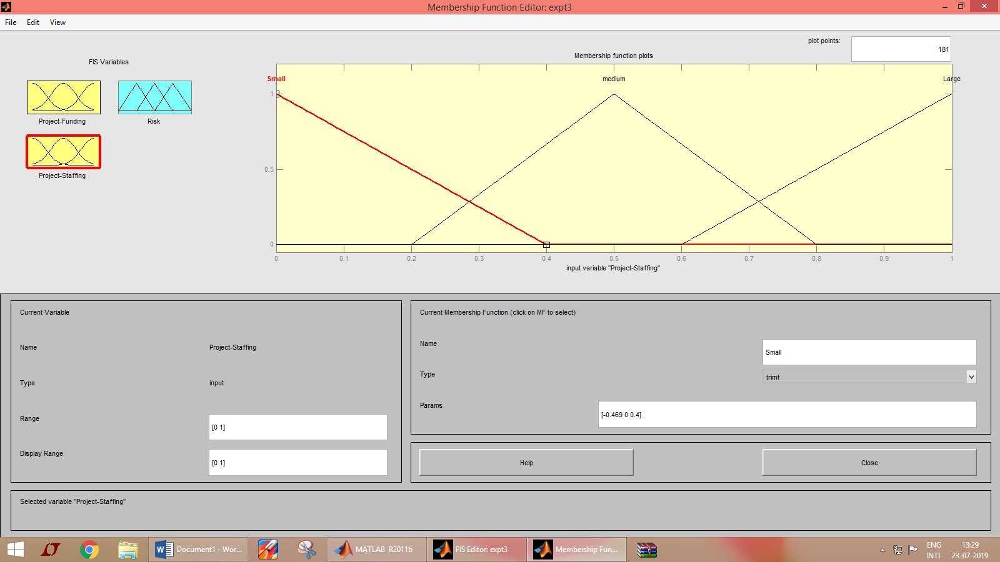 Membership Function Editor: expt3
File Edit View
plot points:
181
FIS Variables
Membership function plots
Project-Funding
Risk
Project-Staffing
Small
medium
Large
1
0.5
0
0 0.1 0.2 0.3 0.4 0.5 0.6 0.7 0.8 0.9 1
input variable "Project-Staffing"
Current Variable
Name
Project-Staffing
Type
input
Range
[0 1]
Display Range
[0 1]
Current Membership Function (click on MF to select)
Name
Small
Type
trimf
Params
[-0.469 0 0.4]
Help
Close
Selected variable "Project-Staffing"
Document1 - Wor...
MATLAB R2011b
FIS Editor: expt3
Membership Fun...
ENG
INTL
13:29
23-07-2019